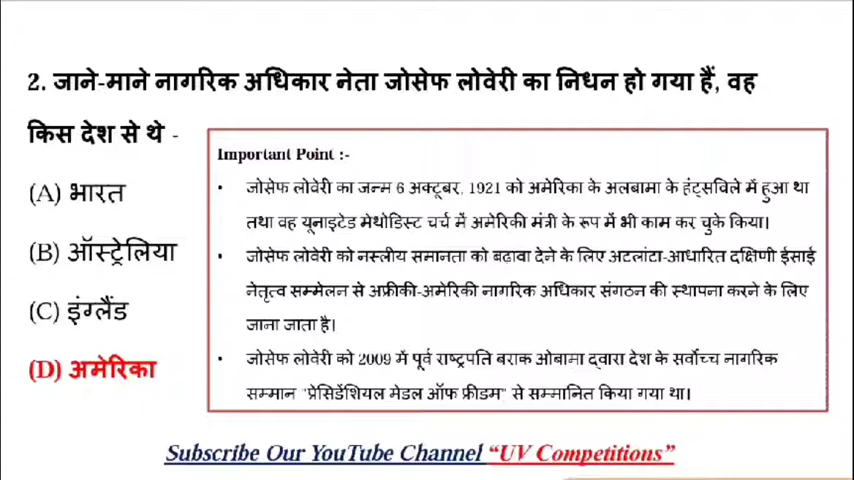 2. जाने-माने नागरिक अधिकार नेता जोसेफ लोवेरी का निधन हो गया हैं, वह
किस देश से थे -
(A) भारत
(B) ऑस्ट्रेलिया
(C) इंग्लैंड
(D) अमेरिका
Important Point :-
• जोसेफ लोवेरी का जन्म 6 अक्टूबर, 1921 को अमेरिका के अलबामा के हंट्सविले में हुआ था
तथा वह यूनाइटेड मेथोडिस्ट चर्च में अमेरिकी मंत्री के रूप में भी काम कर चुके किया।
• जोसेफ लोवेरी को नस्लीय समानता को बढ़ावा देने के लिए अटलांटा-आधारित दक्षिणी ईसाई
नेतृत्व सम्मेलन से अफ्रीकी-अमेरिकी नागरिक अधिकार संगठन की स्थापना करने के लिए
जाना जाता है।
• जोसेफ लोवेरी को 2009 में पूर्व राष्ट्रपति बराक ओबामा द्वारा देश के सर्वोच्च नागरिक
सम्मान "प्रेसिडेंशियल मेडल ऑफ फ्रीडम" से सम्मानित किया गया था।
Subscribe Our YouTube Channel “UV Competitions”